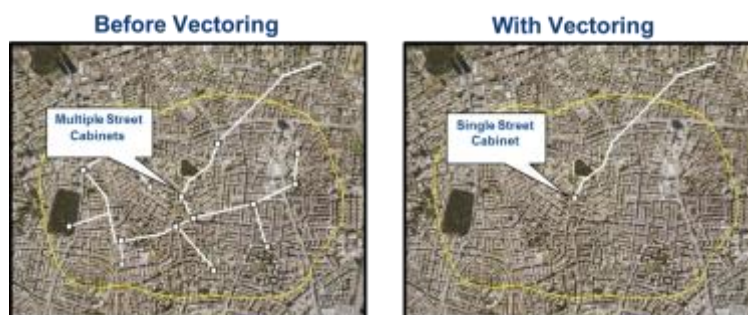 Before Vectoring
With Vectoring
Multiple Street
Cabinets
Single Street
Cabinet